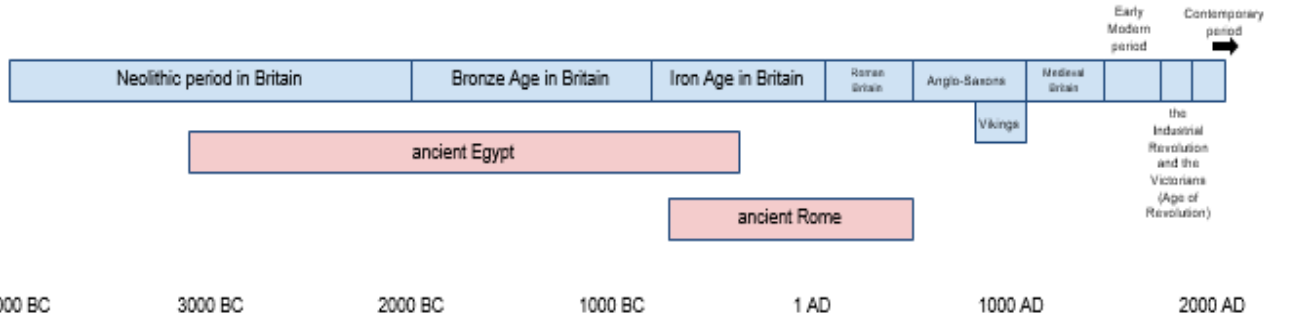 Early
Modern
period
Contemporary
period
Neolithic period in Britain
Bronze Age in Britain
Iron Age in Britain
Roman
Britain
Anglo-Saxons
Medieval
Britain
Vikings
the
Industrial
Revolution
and the
Victorians
(Age of
Revolution)
ancient Egypt
ancient Rome
000 BC
3000 BC
2000 BC
1000 BC
1 AD
1000 AD
2000 AD